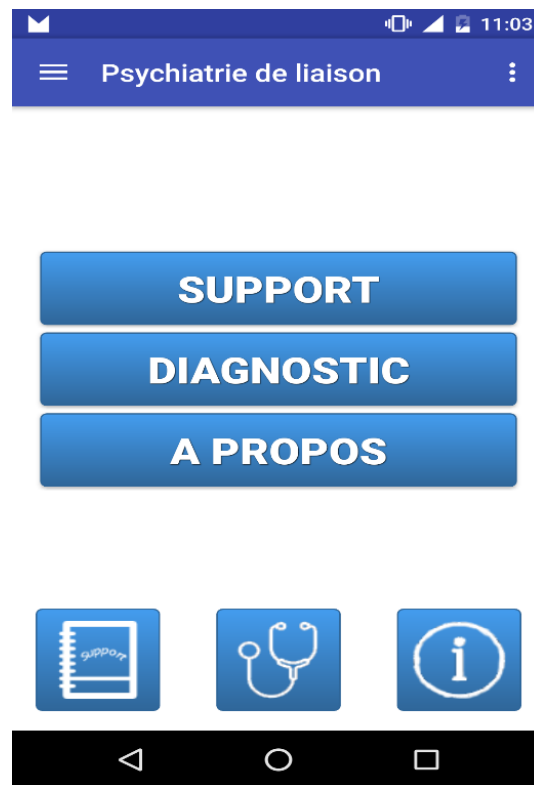 11:03
Psychiatrie de liaison
SUPPORT
DIAGNOSTIC
A PROPOS
support
i